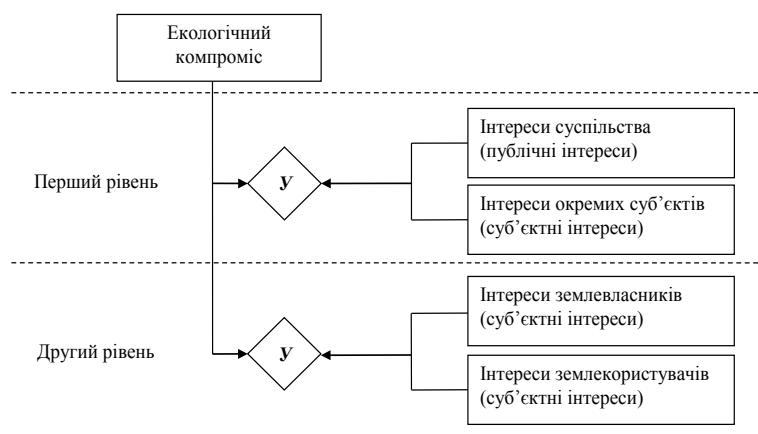 Екологічний
компроміс
Інтереси суспільства
(публічні інтереси)
Перший рівень
У
Інтереси окремих суб’єктів
(суб’єктні інтереси)
Інтереси землевласників
(суб’єктні інтереси)
Другий рівень
У
Інтереси землекористувачів
(суб’єктні інтереси)